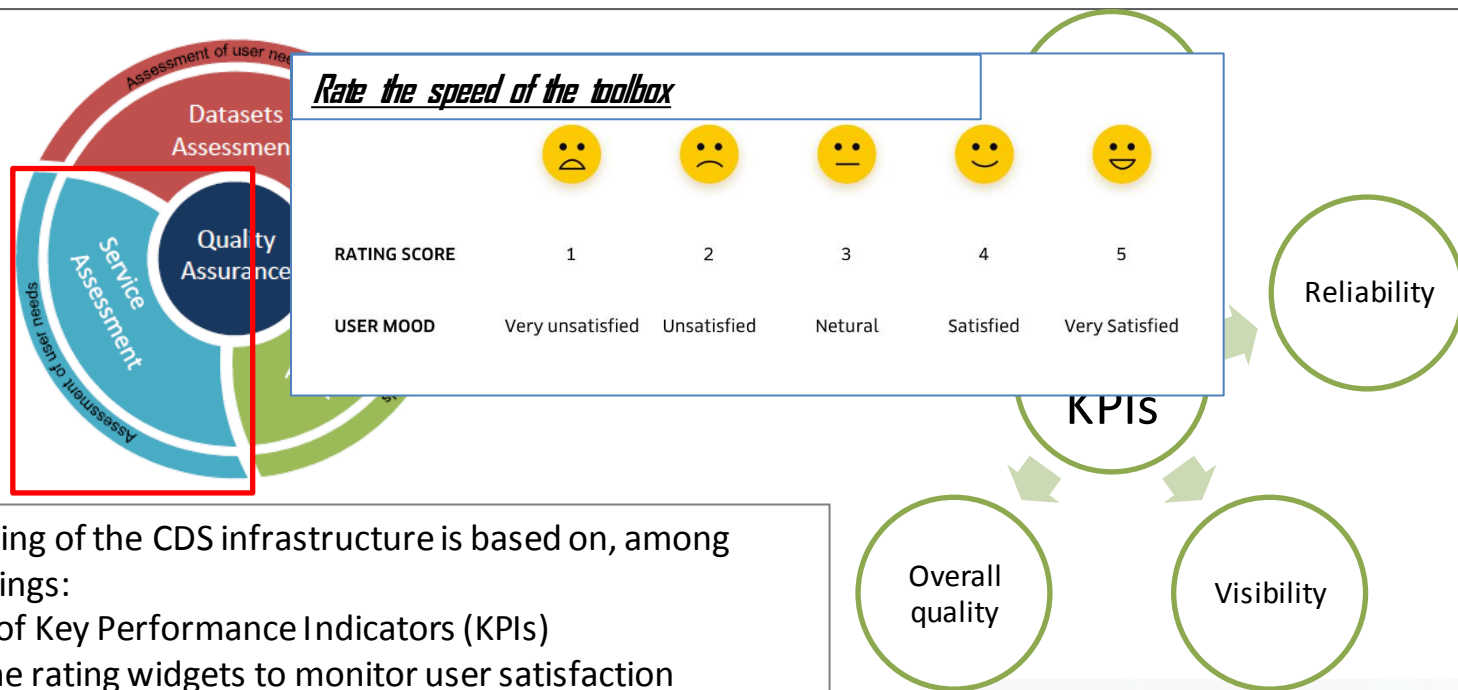 Assessment of user nee
Datasets
Assessmen
Quality
Assurance
Service
Assessment
Assessment of user needs
Rate the speed of the toolbox
RATING SCORE 1 2 3 4 5
USER MOOD Very unsatisfied Unsatisfied Netural Satisfied Very Satisfied
Reliability
KPIs
Overall
quality
Visibility
ing of the CDS infrastructure is based on, among
ings:
of Key Performance Indicators (KPIs)
ne rating widgets to monitor user satisfaction